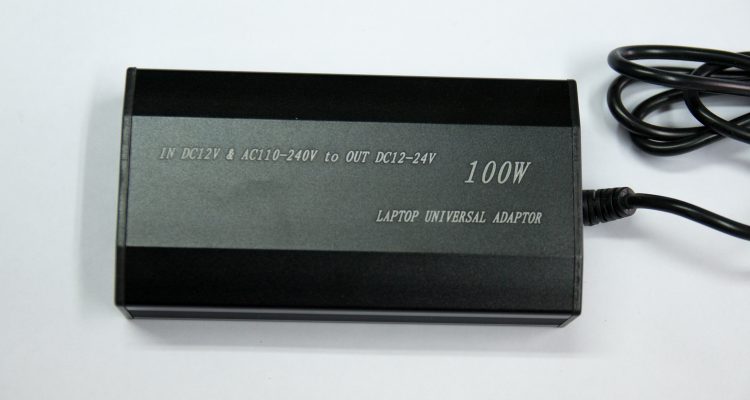 IN DC12V & AC110-240V to OUT DC12-24V
100W
LAPTOP UNIVERSAL ADAPTOR